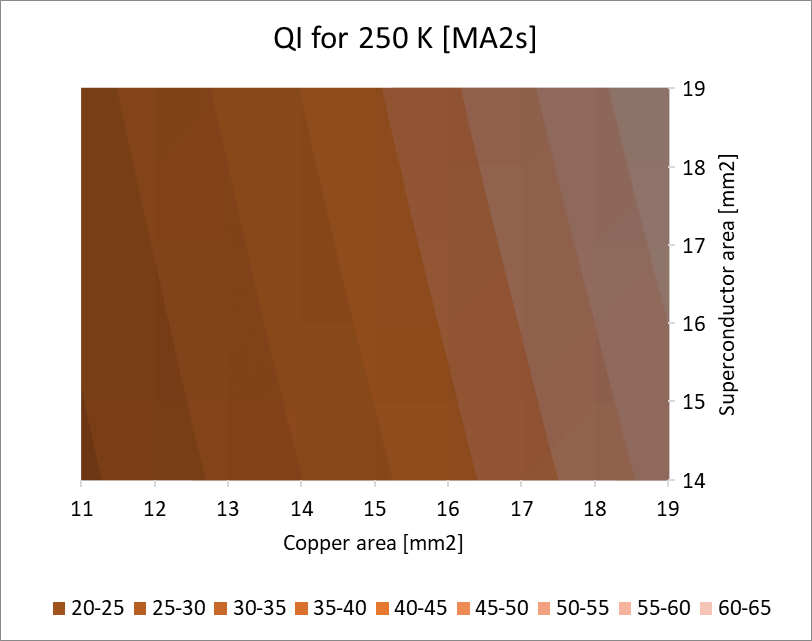 QI for 250 K [MA2s]
19
18
17
16
15
14
Superconductor area [mm2]
11 12 13 14 15 16 17 18 19
Copper area [mm2]
20-25 25-30 30-35 35-40 40-45 45-50 50-55 55-60 60-65